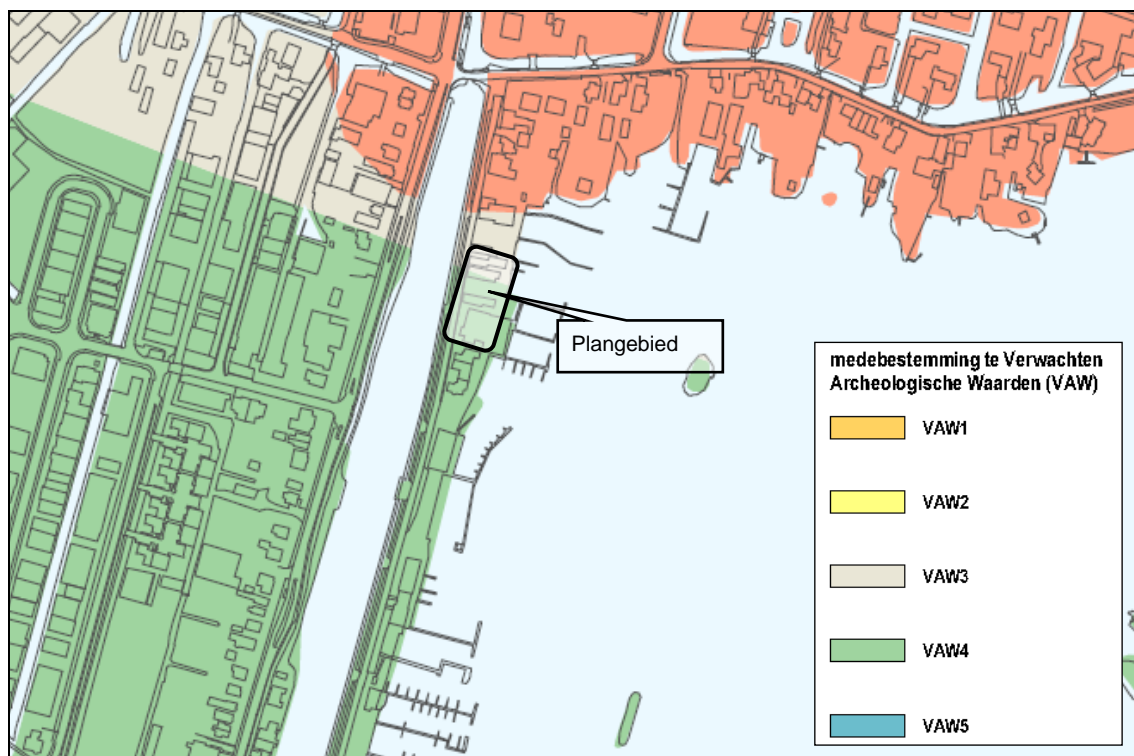 Plangebied
medebestemming te Verwachten
Archeologische Waarden (VAW)
VAW1
VAW2
VAW3
VAW4
VAW5